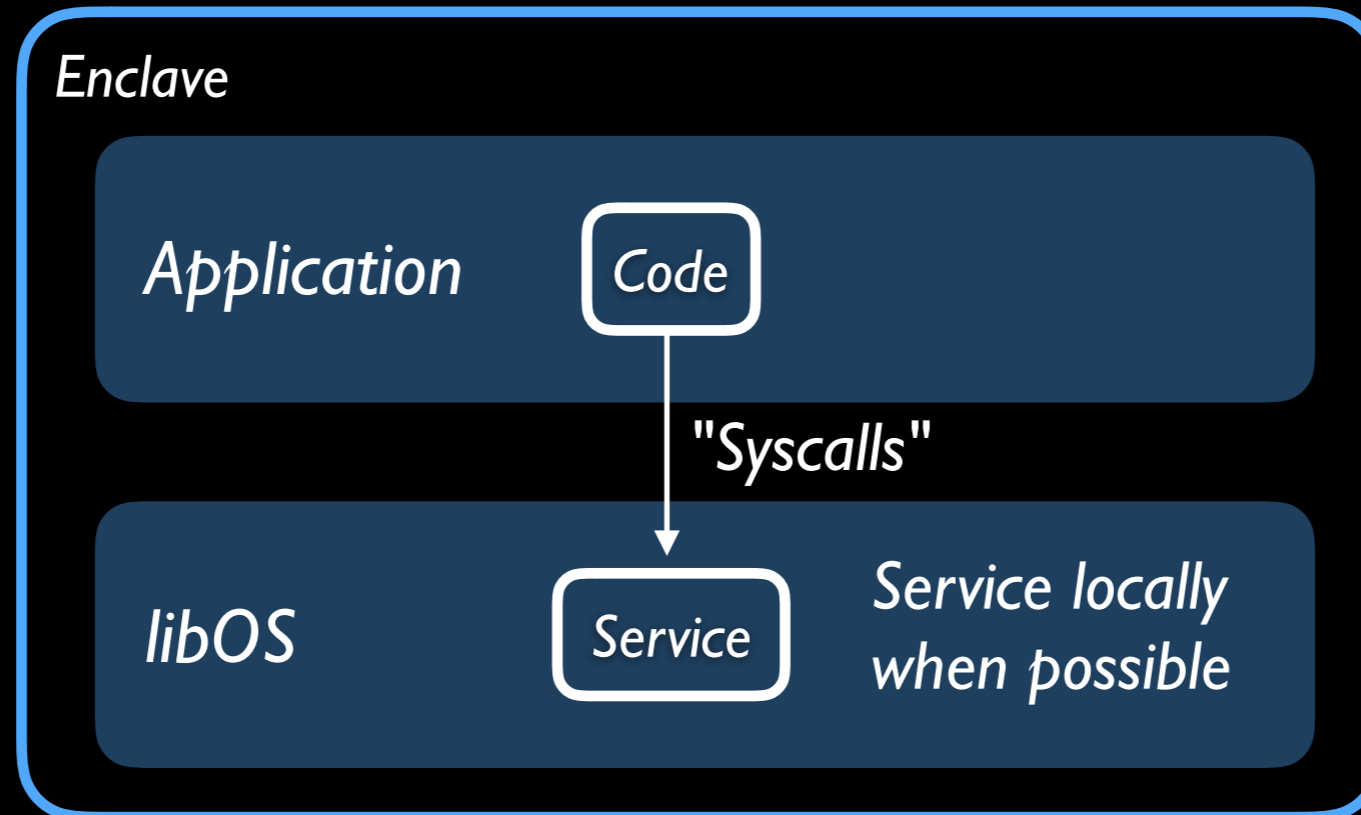 Enclave
Application
Code
"Syscalls"
libOS
Service
Service locally
when possible